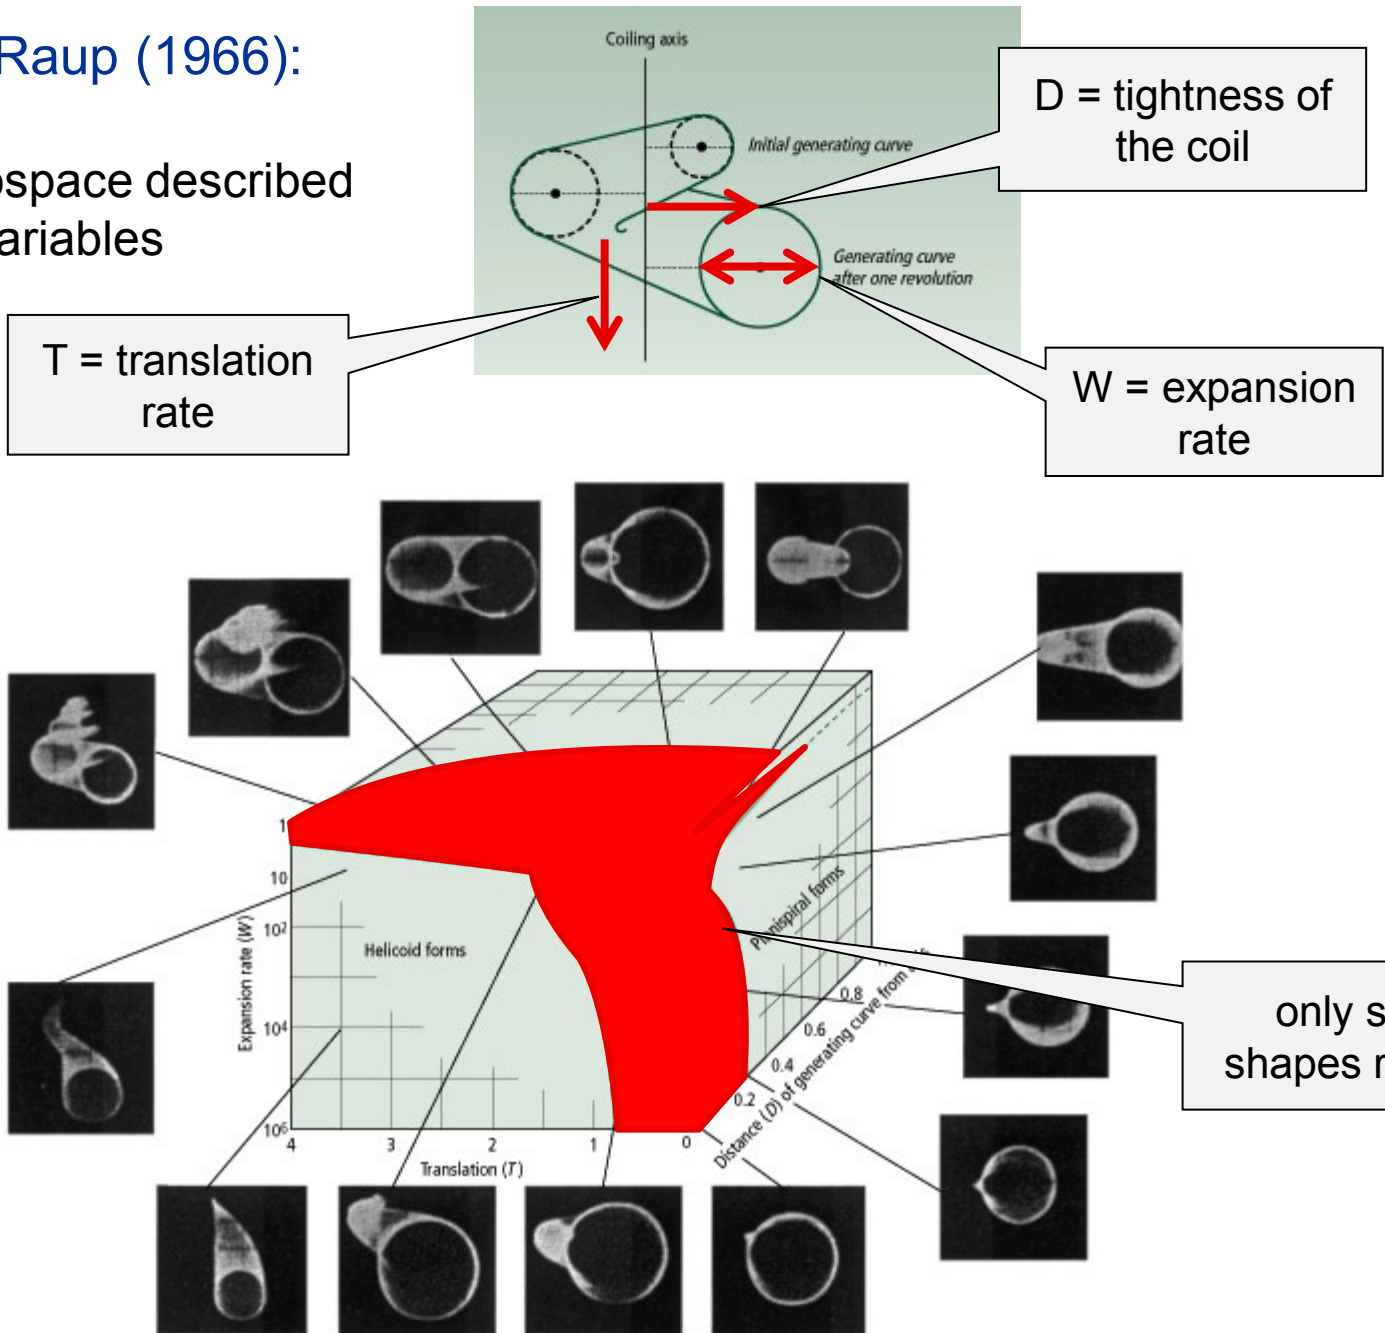 Raup (1966):
Coiling axis
D = tightness of
the coil
Initial generating curve
ospace described
variables
Generating curve
after one revolution
T = translation
rate
W = expansion
rate
1
10
10²
10⁴
10⁶
Expansion rate (W)
Helicoid forms
Planispiral forms
4
3
2
1
0
Translation (T)
0.2
0.4
0.6
0.8
Distance (D) of generating curve from
only s
shapes r